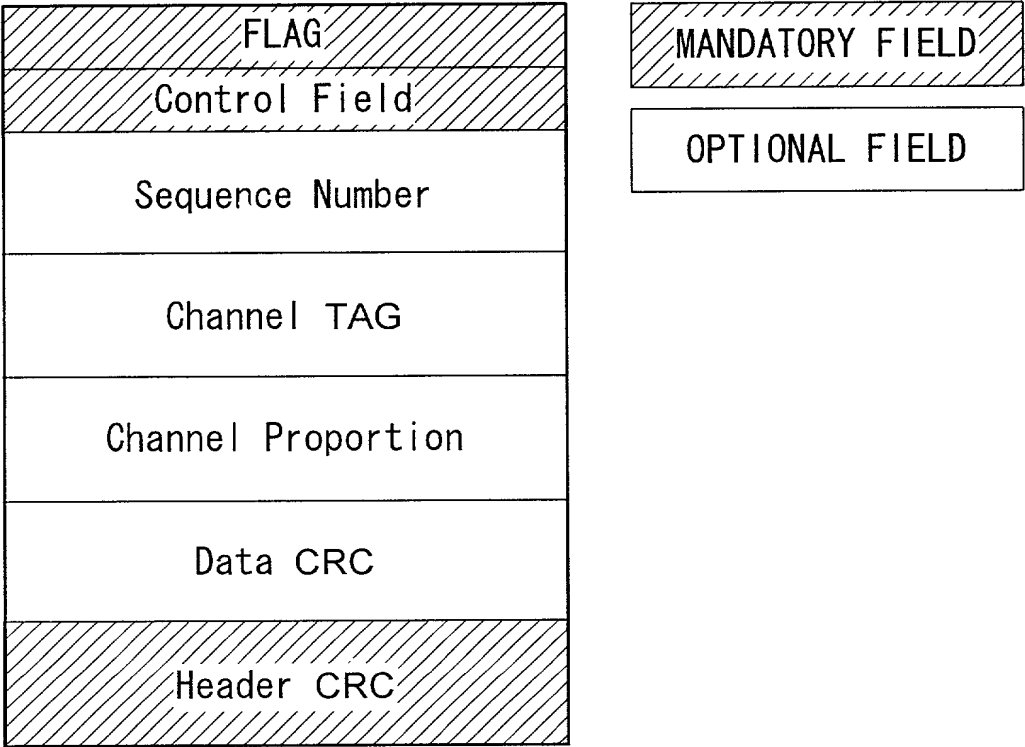 FLAG
Control Field
Sequence Number
Channel TAG
Channel Proportion
Data CRC
Header CRC
MANDATORY FIELD
OPTIONAL FIELD